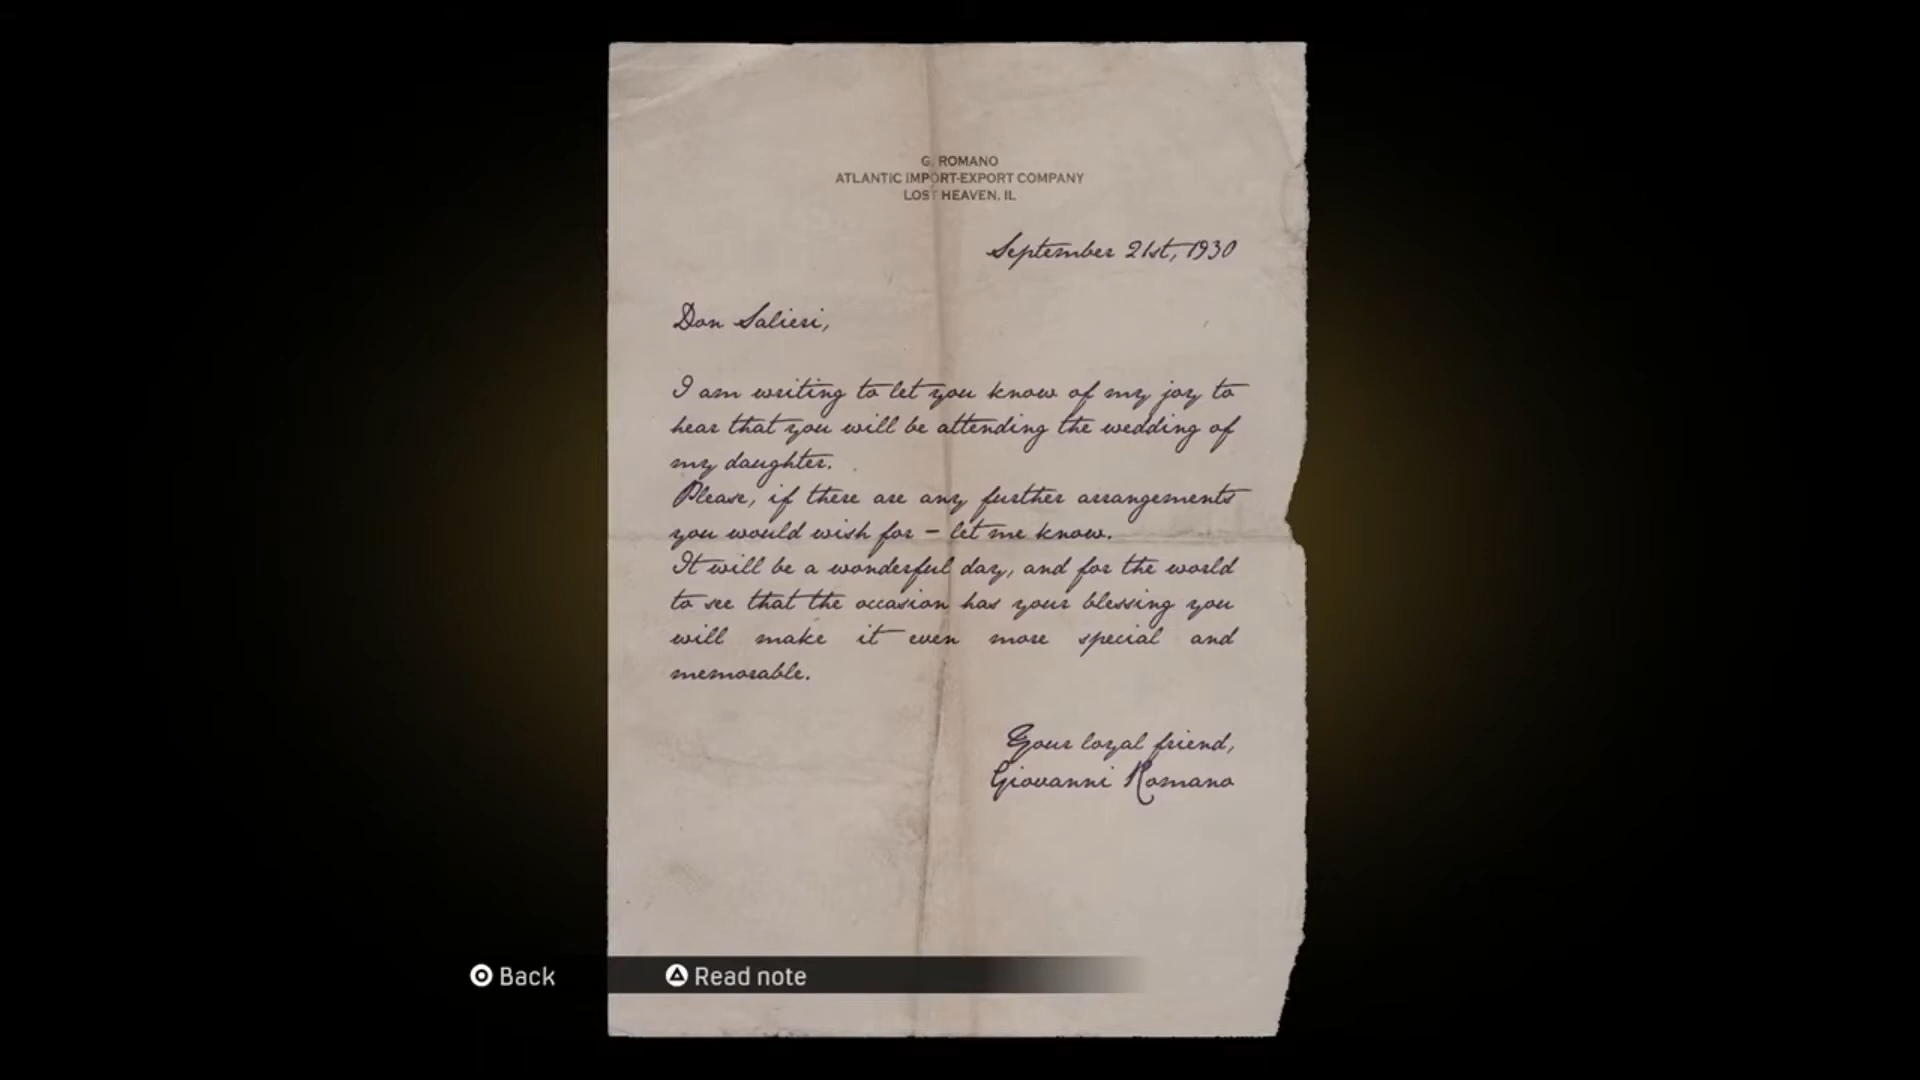 G. ROMANO
ATLANTIC IMPORT-EXPORT COMPANY
LOST HEAVEN, IL
September 21st, 1930
Don Salieri,
I am writing to let you know of my joy to
hear that you will be attending the wedding of
my daughter.
Please, if there are any further arrangements
you would wish for – let me know.
It will be a wonderful day, and for the world
to see that the occasion has your blessing you
will make it even more special and
memorable.
Your loyal friend,
Giovanni Romano
Back
Read note